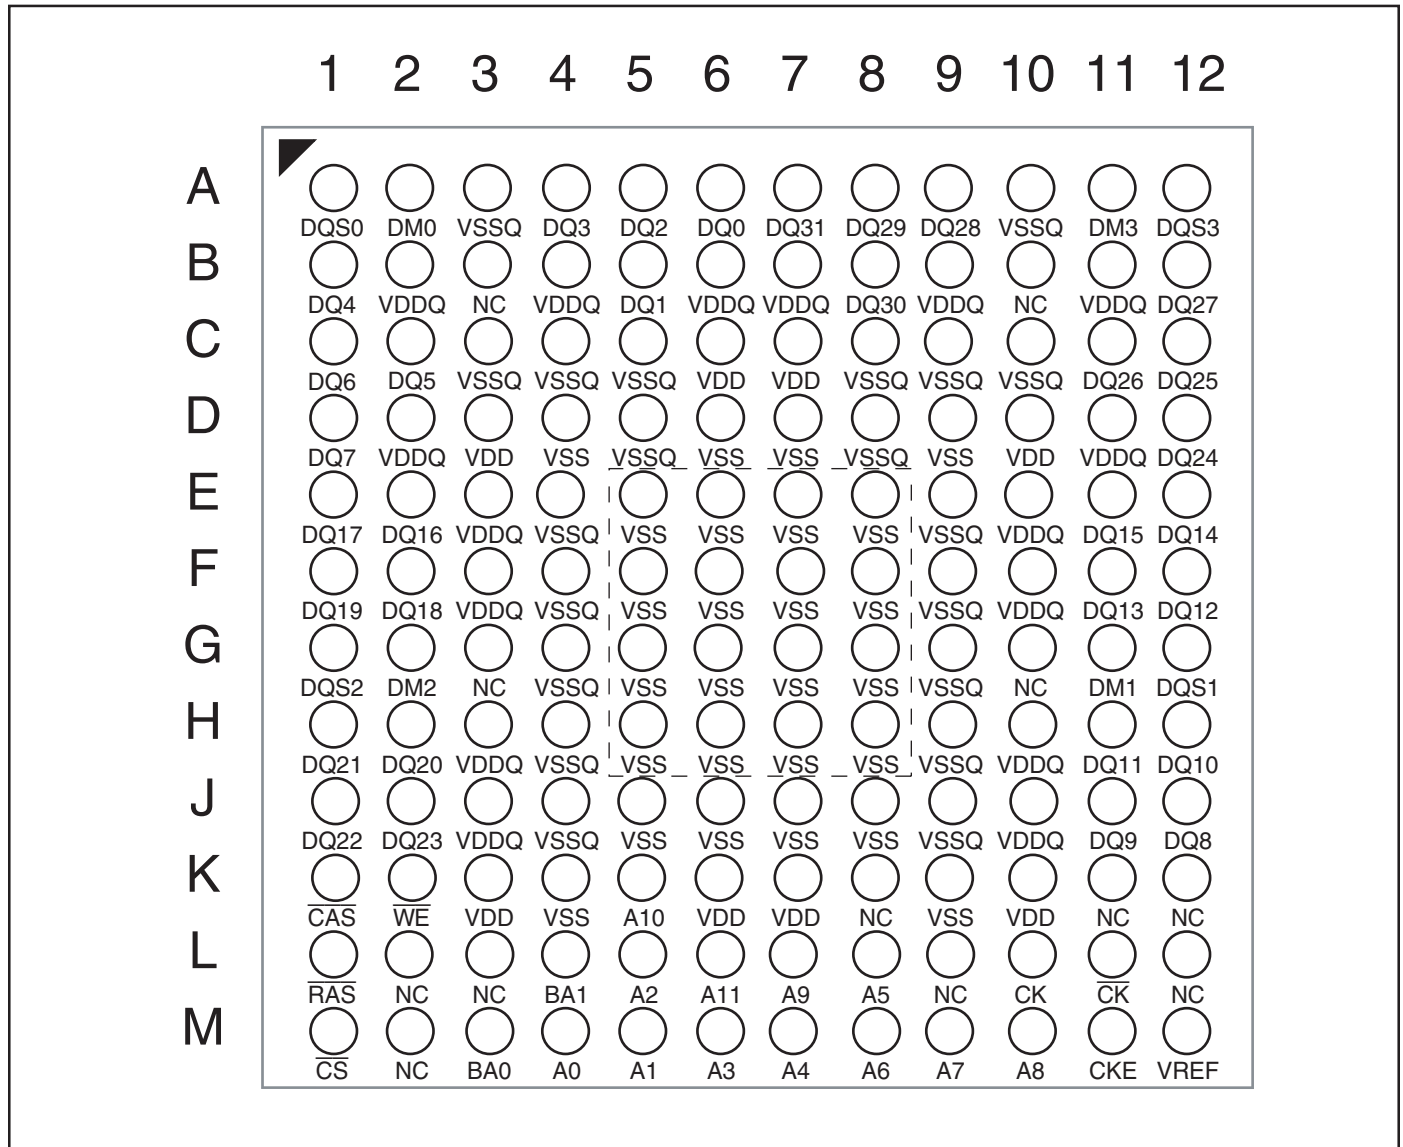 1 2 3 4 5 6 7 8 9 10 11 12
A
DQS0 DM0 VSSQ DQ3 DQ2 DQ0 DQ31 DQ29 DQ28 VSSQ DM3 DQS3
B
DQ4 VDDQ NC VDDQ DQ1 VDDQ VDDQ DQ30 VDDQ NC VDDQ DQ27
C
DQ6 DQ5 VSSQ VSSQ VSSQ VDD VDD VSSQ VSSQ VSSQ DQ26 DQ25
D
DQ7 VDDQ VDD VSS VSSQ VSS VSS VSSQ VSS VDD VDDQ DQ24
E
DQ17 DQ16 VDDQ VSSQ VSS VSS VSS VSS VSSQ VDDQ DQ15 DQ14
F
DQ19 DQ18 VDDQ VSSQ VSS VSS VSS VSS VSSQ VDDQ DQ13 DQ12
G
DQS2 DM2 NC VSSQ VSS VSS VSS VSS VSSQ NC DM1 DQS1
H
DQ21 DQ20 VDDQ VSSQ VSS VSS VSS VSS VSSQ VDDQ DQ11 DQ10
J
DQ22 DQ23 VDDQ VSSQ VSS VSS VSS VSS VSSQ VDDQ DQ9 DQ8
K
C̅A̅S̅ W̅E̅ VDD VSS A10 VDD VDD NC VSS VDD NC NC
L
R̅A̅S̅ NC NC BA1 A2 A11 A9 A5 NC CK C̅K̅ NC
M
C̅S̅ NC BA0 A0 A1 A3 A4 A6 A7 A8 CKE VREF